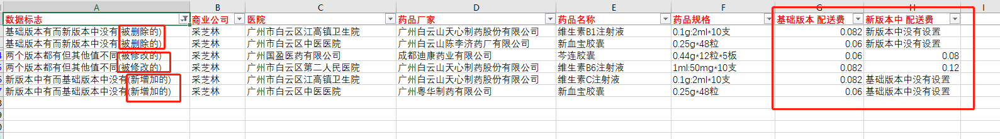 A B C D E F G H I
数据标志 商业公司 医院 药品厂家 药品名称 药品规格 基础版本 配送费 新版本中 配送费
基础版本有而新版本中没有(被删除的) 采芝林 广州市白云区江高镇卫生院 广州白云山天心制药股份有限公司 维生素B1注射液 0.1g:2ml*10支 0.082 新版本中没有设置
基础版本有而新版本中没有(被删除的) 采芝林 广州市白云区中医医院 广州白云山陈李济药厂有限公司 新血宝胶囊 0.25g*48粒 0.06 新版本中没有设置
两个版本都有但其他值不同(被修改的) 采芝林 广州国盈医药有限公司 成都迪康药业有限公司 芩连胶囊 0.44g*12粒*5板 0.06 0.08
两个版本都有但其他值不同(被修改的) 采芝林 广州市白云区第二人民医院 广州白云山天心制药股份有限公司 维生素B6注射液 1ml:50mg*10支 0.082 0.12
新版本中有而基础版本中没有(新增加的) 采芝林 广州市白云区江高镇卫生院 广州白云山天心制药股份有限公司 维生素C注射液 0.1g:2ml*10支 0.082 基础版本中没有设置
新版本中有而基础版本中没有(新增加的) 采芝林 广州市白云区中医医院 广州粤华制药有限公司 新血宝胶囊 0.25g*48粒 0.06 基础版本中没有设置